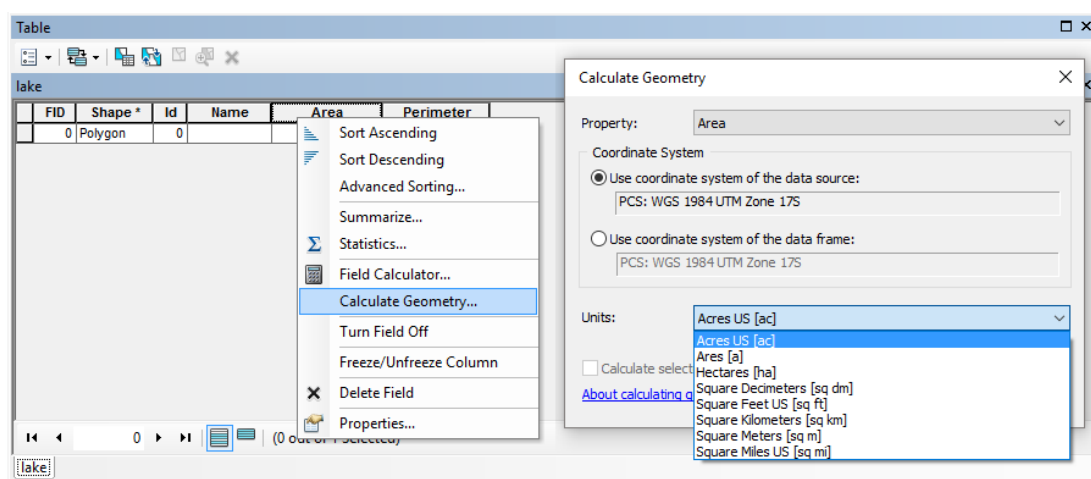 Table
lake
FID Shape * Id Name Area Perimeter
0 Polygon 0
Sort Ascending
Sort Descending
Advanced Sorting...
Summarize...
Σ Statistics...
Field Calculator...
Calculate Geometry...
Turn Field Off
Freeze/Unfreeze Column
Delete Field
Properties...
0
(0 out of 1 Selected)
lake
Calculate Geometry
Property: Area
Coordinate System
Use coordinate system of the data source:
PCS: WGS 1984 UTM Zone 17S
Use coordinate system of the data frame:
PCS: WGS 1984 UTM Zone 17S
Units: Acres US [ac]
Acres US [ac]
Ares [a]
Hectares [ha]
Square Decimeters [sq dm]
Square Feet US [sq ft]
Square Kilometers [sq km]
Square Meters [sq m]
Square Miles US [sq mi]
Calculate select
About calculating g